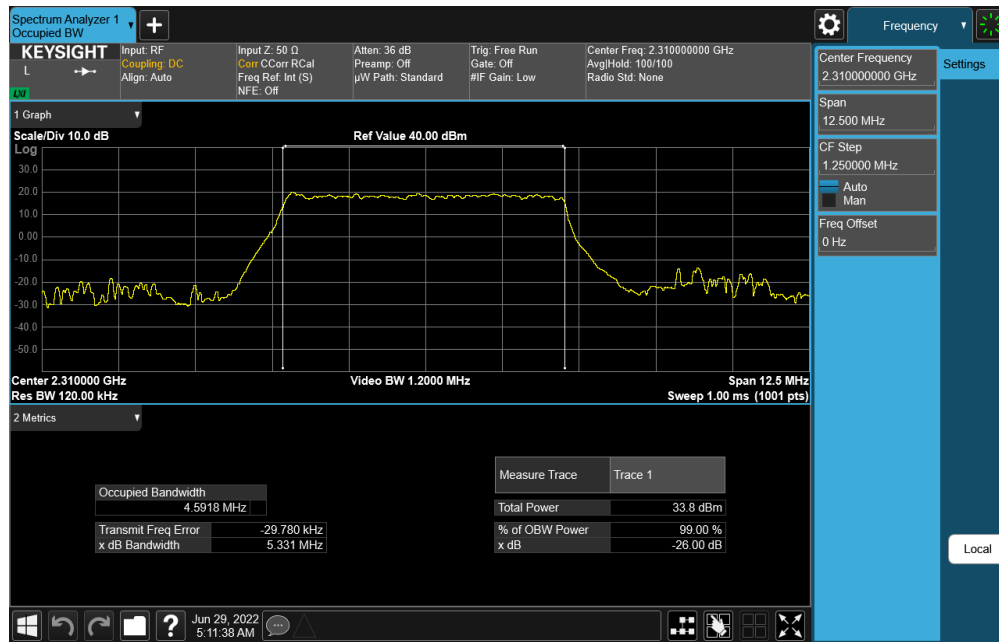 Spectrum Analyzer 1
Occupied BW
Frequency
KEYSIGHT
L
LXI
Input: RF
Coupling: DC
Align: Auto
Input Z: 50 Ω
Corr CCorr RCal
Freq Ref: Int (S)
NFE: Off
Atten: 36 dB
Preamp: Off
µW Path: Standard
Trig: Free Run
Gate: Off
#IF Gain: Low
Center Freq: 2.310000000 GHz
Avg|Hold: 100/100
Radio Std: None
Center Frequency
2.310000000 GHz
Settings
Span
12.500 MHz
CF Step
1.250000 MHz
Auto
Man
Freq Offset
0 Hz
Local
1 Graph
Scale/Div 10.0 dB
Ref Value 40.00 dBm
Log
30.0
20.0
10.0
0.00
-10.0
-20.0
-30.0
-40.0
-50.0
Center 2.310000 GHz
Video BW 1.2000 MHz
Span 12.5 MHz
Res BW 120.00 kHz
Sweep 1.00 ms (1001 pts)
2 Metrics
Occupied Bandwidth
4.5918 MHz
Transmit Freq Error -29.780 kHz
x dB Bandwidth 5.331 MHz
Measure Trace Trace 1
Total Power 33.8 dBm
% of OBW Power 99.00 %
x dB -26.00 dB
?
Jun 29, 2022
5:11:38 AM